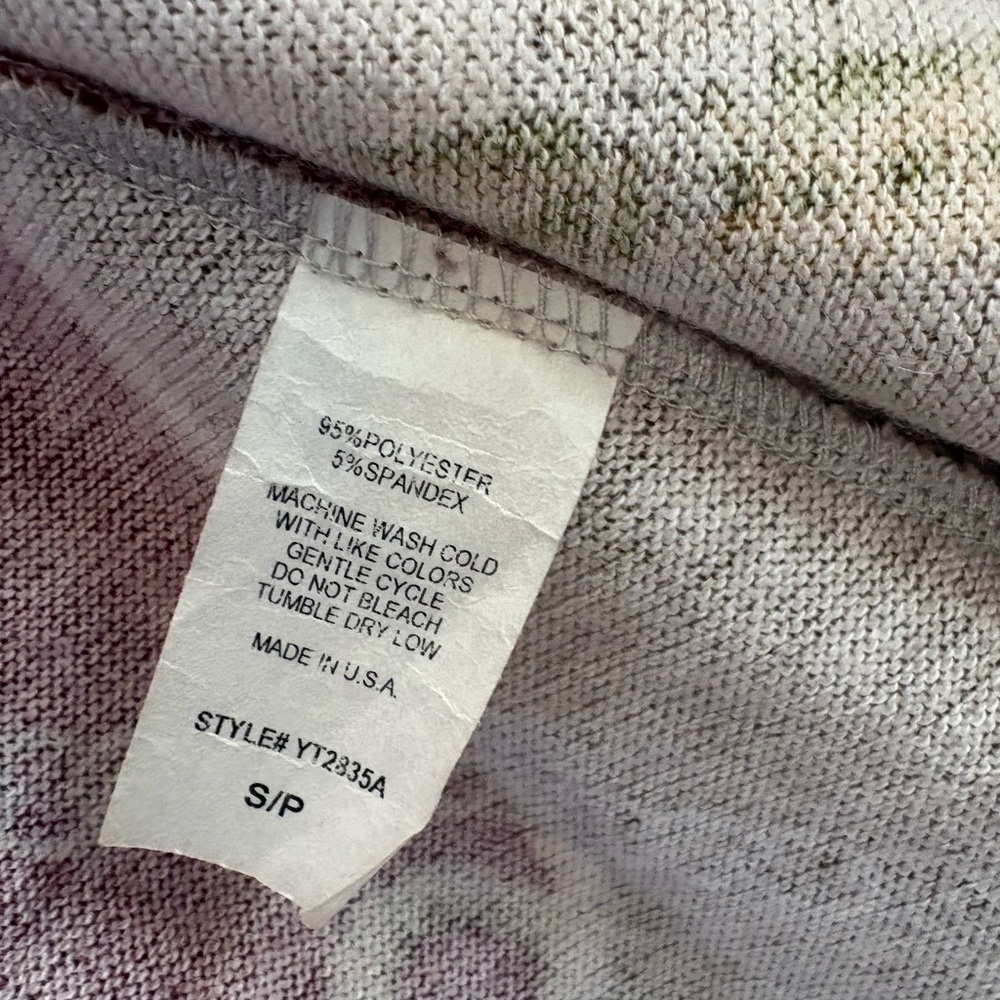 95%POLYESTER
5%SPANDEX
MACHINE WASH COLD
WITH LIKE COLORS
GENTLE CYCLE
DO NOT BLEACH
TUMBLE DRY LOW
MADE IN U.S.A.
STYLE# YT2835A
S/P